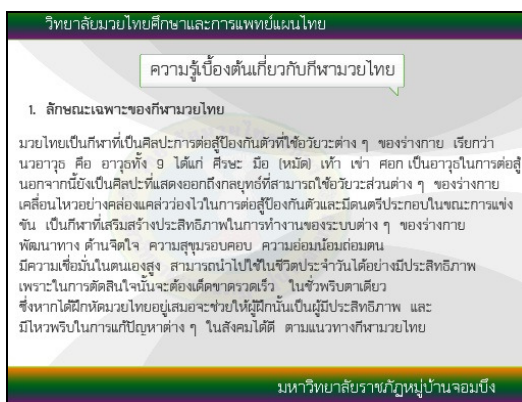 วิทยาลัยมวยไทยศึกษาและการแพทย์แผนไทย
ความรู้เบื้องต้นเกี่ยวกับกีฬามวยไทย
1. ลักษณะเฉพาะของกีฬามวยไทย
มวยไทยเป็นกีฬาที่เป็นศิลปะการต่อสู้ป้องกันตัวที่ใช้อวัยวะต่าง ๆ ของร่างกาย เรียกว่า
นวอาวุธ คือ อาวุธทั้ง 9 ได้แก่ ศีรษะ มือ (หมัด) เท้า เข่า ศอก เป็นอาวุธในการต่อสู้
นอกจากนี้ยังเป็นศิลปะที่แสดงออกถึงกลยุทธ์ที่สามารถใช้อวัยวะส่วนต่าง ๆ ของร่างกาย
เคลื่อนไหวอย่างคล่องแคล่วว่องไวในการต่อสู้ป้องกันตัวและมีดนตรีประกอบในขณะการแข่ง
ขัน เป็นกีฬาที่เสริมสร้างประสิทธิภาพในการทำงานของระบบต่าง ๆ ของร่างกาย
พัฒนาทาง ด้านจิตใจ ความสุขุมรอบคอบ ความอ่อนน้อมถ่อมตน
มีความเชื่อมั่นในตนเองสูง สามารถนำไปใช้ในชีวิตประจำวันได้อย่างมีประสิทธิภาพ
เพราะในการตัดสินใจนั้นจะต้องเด็ดขาดรวดเร็ว ในชั่วพริบตาเดียว
ซึ่งหากได้ฝึกหัดมวยไทยอยู่เสมอจะช่วยให้ผู้ฝึกนั้นเป็นผู้มีประสิทธิภาพ และ
มีไหวพริบในการแก้ปัญหาต่าง ๆ ในสังคมได้ดี ตามแนวทางกีฬามวยไทย
มหาวิทยาลัยราชภัฏหมู่บ้านจอมบึง